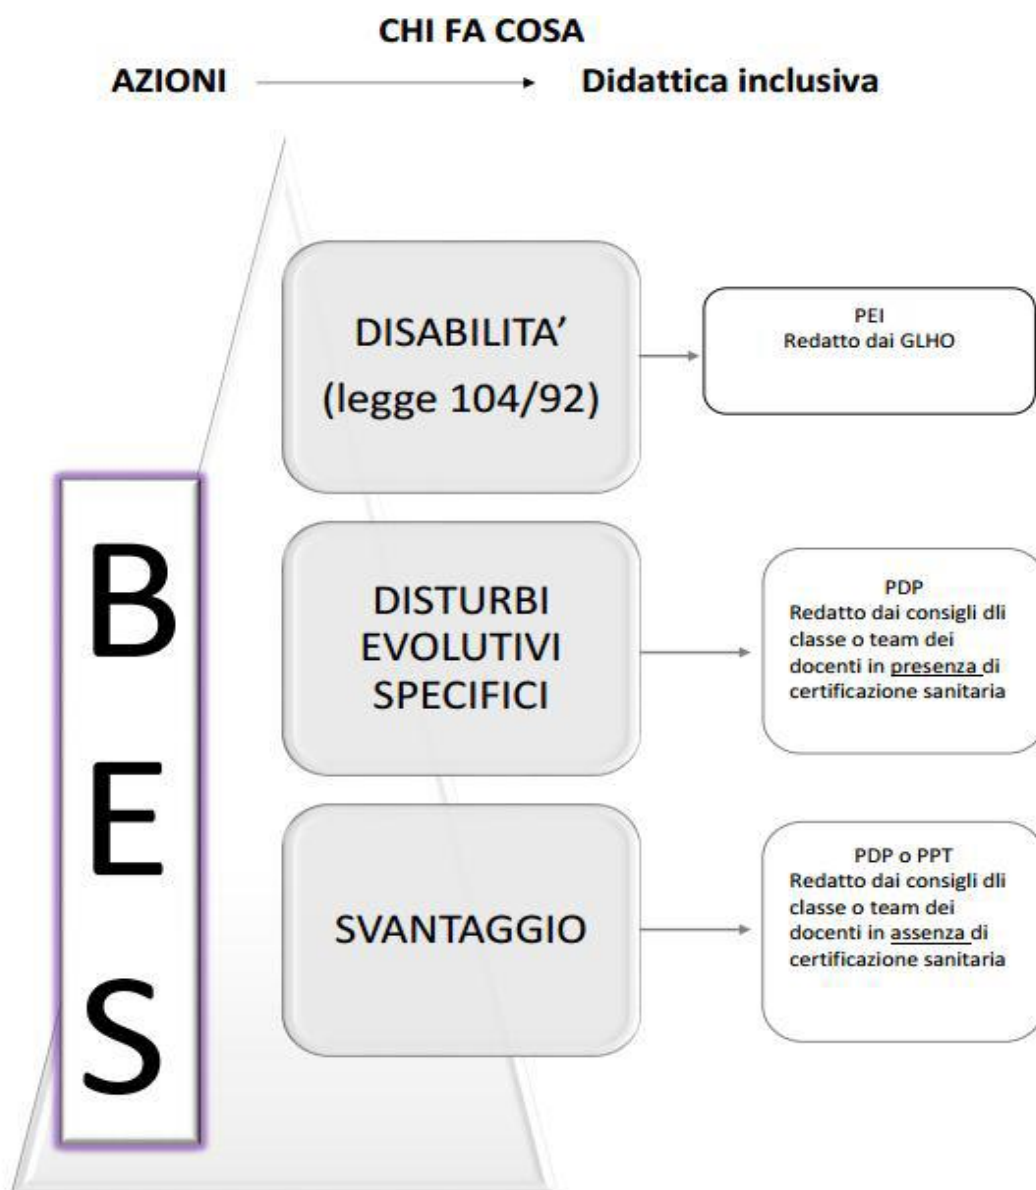 CHI FA COSA
AZIONI Didattica inclusiva
B
E
S
DISABILITA’
(legge 104/92)
PEI
Redatto dai GLHO
DISTURBI
EVOLUTIVI
SPECIFICI
PDP
Redatto dai consigli dli
classe o team dei
docenti in presenza di
certificazione sanitaria
SVANTAGGIO
PDP o PPT
Redatto dai consigli dli
classe o team dei
docenti in assenza di
certificazione sanitaria